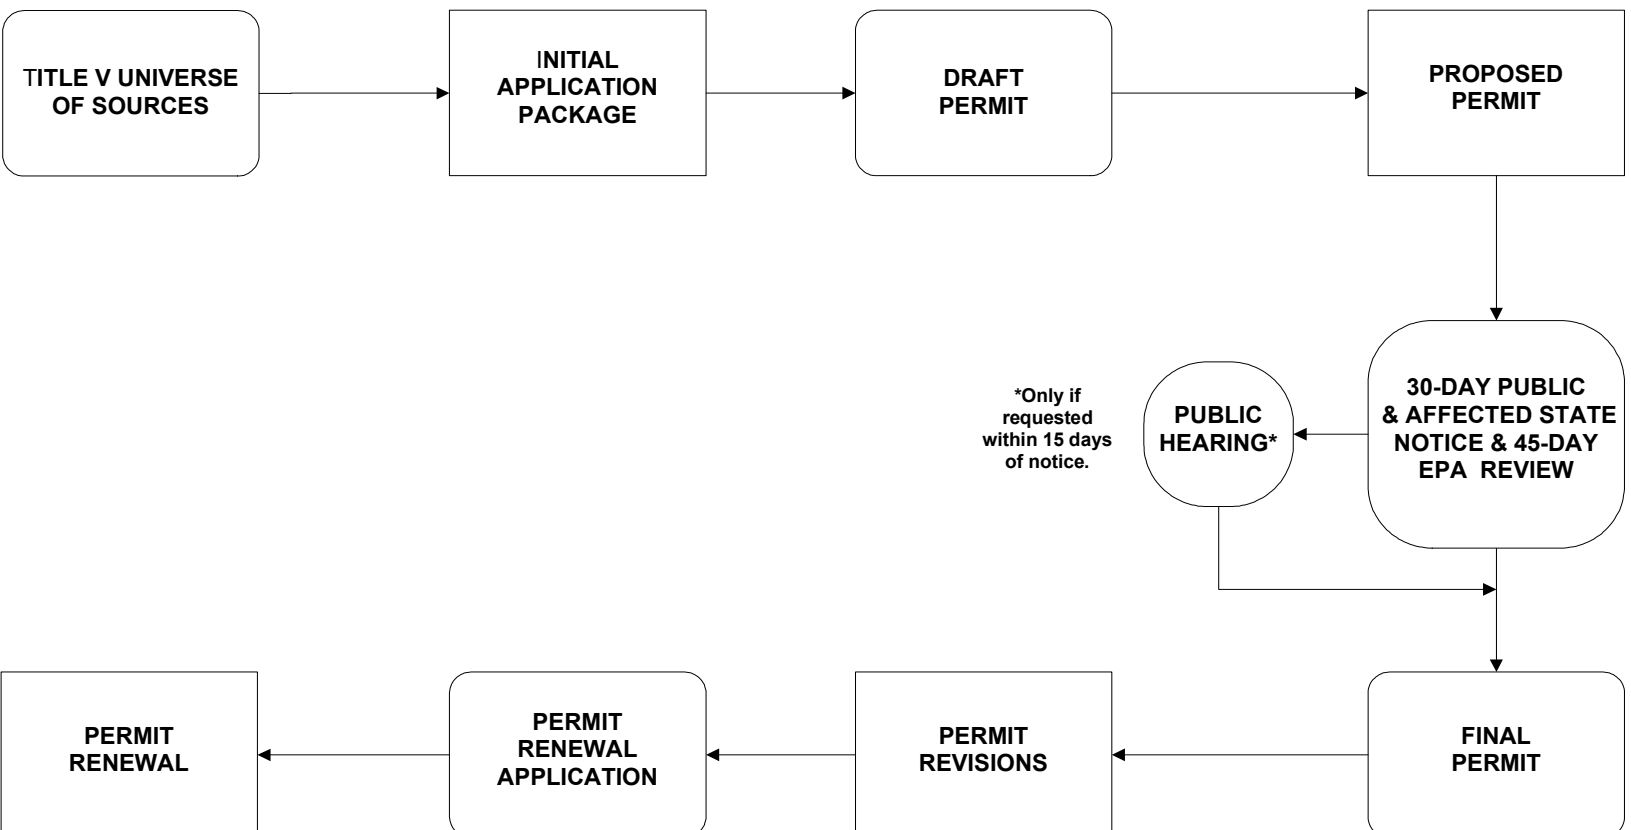 TITLE V UNIVERSE
OF SOURCES
INITIAL
APPLICATION
PACKAGE
DRAFT
PERMIT
PROPOSED
PERMIT
30-DAY PUBLIC
& AFFECTED STATE
NOTICE & 45-DAY
EPA REVIEW
PUBLIC
HEARING*
*Only if
requested
within 15 days
of notice.
FINAL
PERMIT
PERMIT
REVISIONS
PERMIT
RENEWAL
APPLICATION
PERMIT
RENEWAL